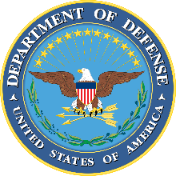 DEPARTMENT OF DEFENSE
UNITED STATES OF AMERICA